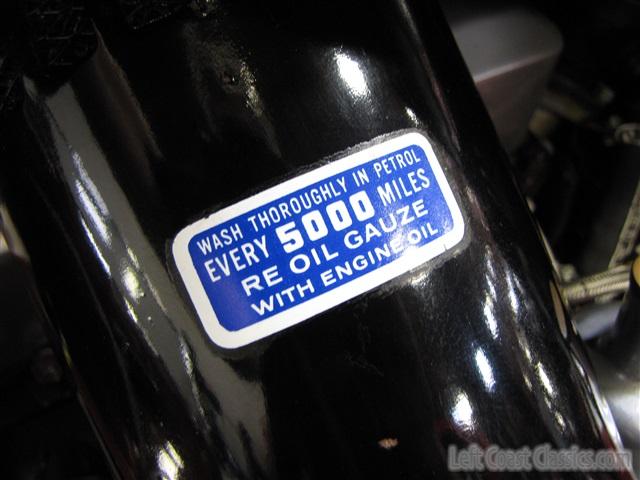 WASH THOROUGHLY IN PETROL
EVERY 5000 MILES
RE OIL GAUZE
WITH ENGINE OIL
Left Coast Classics.com